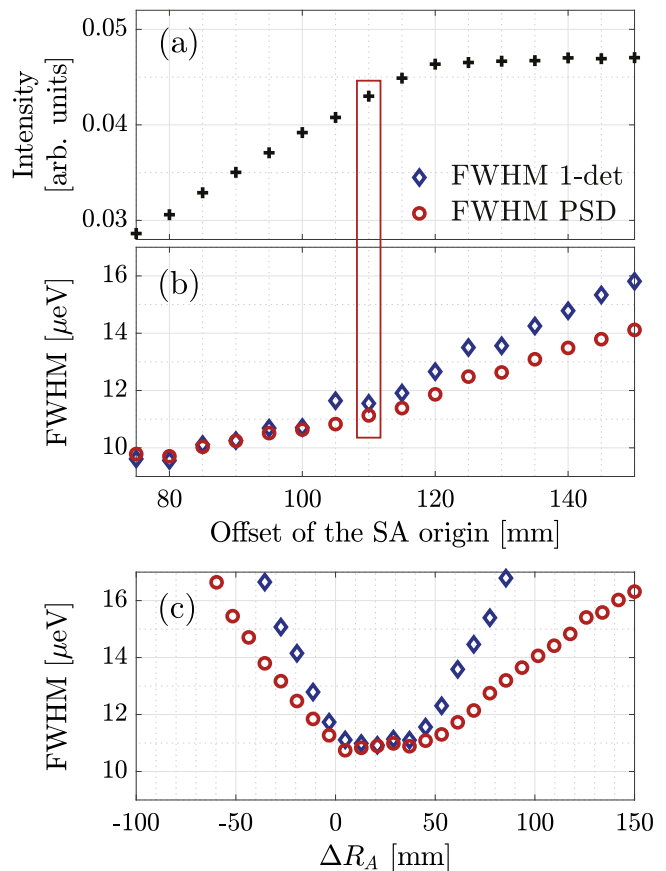 0.05
(a)
0.04
0.03
Intensity
[arb. units]
FWHM 1-det
FWHM PSD
16
(b)
14
12
10
FWHM [μeV]
80 100 120 140
Offset of the SA origin [mm]
16
(c)
14
12
10
FWHM [μeV]
-100 -50 0 50 100 150
ΔR_A [mm]